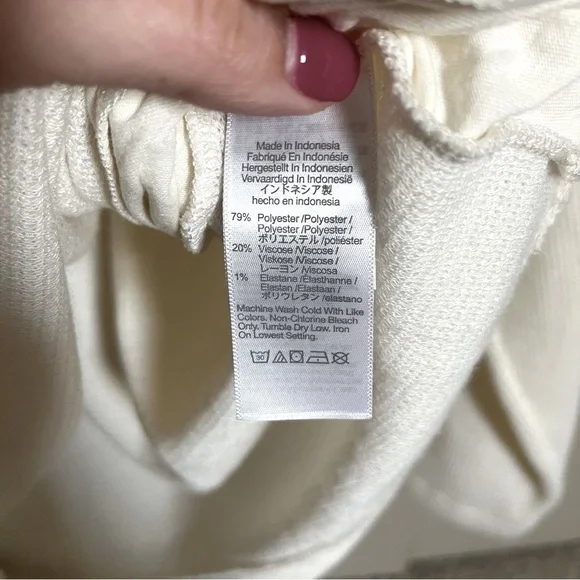 Made In Indonesia
Fabriqué En Indonésie
Hergestellt In Indonesien
Vervaardigd In Indonesië
インドネシア製
hecho en indonesia
79% Polyester /Polyester /
Polyester /Polyester /
ポリエステル /poliéster
20% Viscose /Viscose /
Viskose /Viscose /
レーヨン /viscosa
1% Elastane /Élasthanne /
Elastan /Elastaan /
ポリウレタン /elastano
Machine Wash Cold With Like
Colors. Non-Chlorine Bleach
Only. Tumble Dry Low. Iron
On Lowest Setting.
30